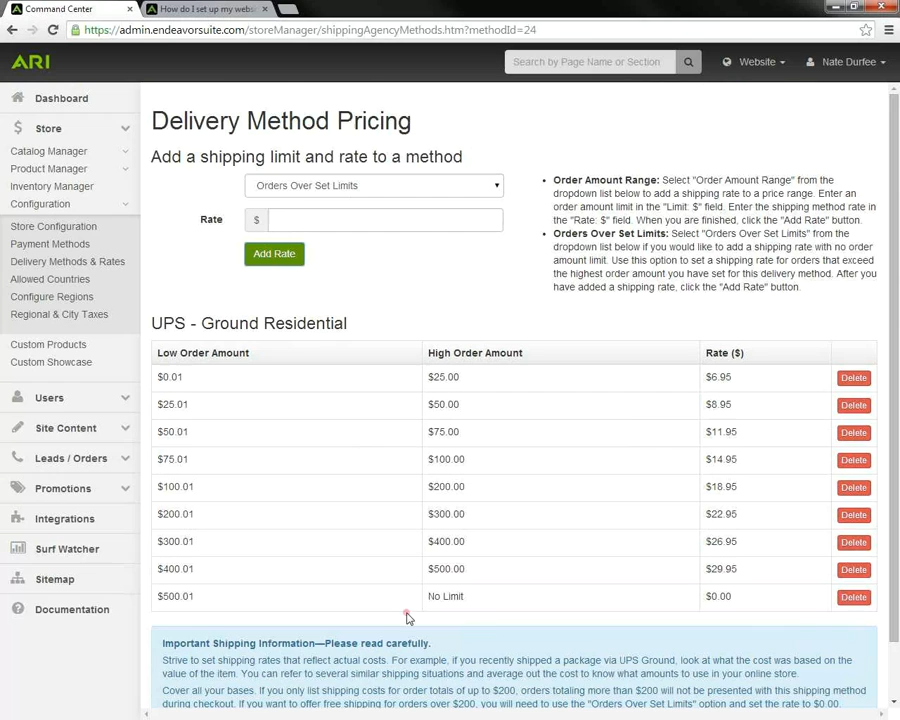 Command Center
How do I set up my webs
https://admin.endeavorsuite.com/storeManager/shippingAgencyMethods.htm?methodId=24
ARI
Search by Page Name or Section
Website
Nate Durfee
Dashboard
Store
Catalog Manager
Product Manager
Inventory Manager
Configuration
Store Configuration
Payment Methods
Delivery Methods & Rates
Allowed Countries
Configure Regions
Regional & City Taxes
Custom Products
Custom Showcase
Users
Site Content
Leads / Orders
Promotions
Integrations
Surf Watcher
Sitemap
Documentation
Delivery Method Pricing
Add a shipping limit and rate to a method
Orders Over Set Limits
Rate $
Add Rate
• Order Amount Range: Select "Order Amount Range" from the
dropdown list below to add a shipping rate to a price range. Enter an
order amount limit in the "Limit: $" field. Enter the shipping method rate in
the "Rate: $" field. When you are finished, click the "Add Rate" button.
• Orders Over Set Limits: Select "Orders Over Set Limits" from the
dropdown list below if you would like to add a shipping rate with no order
amount limit. Use this option to set a shipping rate for orders that exceed
the highest order amount you have set for this delivery method. After you
have added a shipping rate, click the "Add Rate" button.
UPS - Ground Residential
Low Order Amount High Order Amount Rate ($)
$0.01 $25.00 $6.95 Delete
$25.01 $50.00 $8.95 Delete
$50.01 $75.00 $11.95 Delete
$75.01 $100.00 $14.95 Delete
$100.01 $200.00 $18.95 Delete
$200.01 $300.00 $22.95 Delete
$300.01 $400.00 $26.95 Delete
$400.01 $500.00 $29.95 Delete
$500.01 No Limit $0.00 Delete
Important Shipping Information—Please read carefully.
Strive to set shipping rates that reflect actual costs. For example, if you recently shipped a package via UPS Ground, look at what the cost was based on the
value of the item. You can refer to several similar shipping situations and average out the cost to know what amounts to use in your online store.
Cover all your bases. If you only list shipping costs for order totals of up to $200, orders totaling more than $200 will not be presented with this shipping method
during checkout. If you want to offer free shipping for orders over $200, you will need to use the "Orders Over Set Limits" option and set the rate to $0.00.